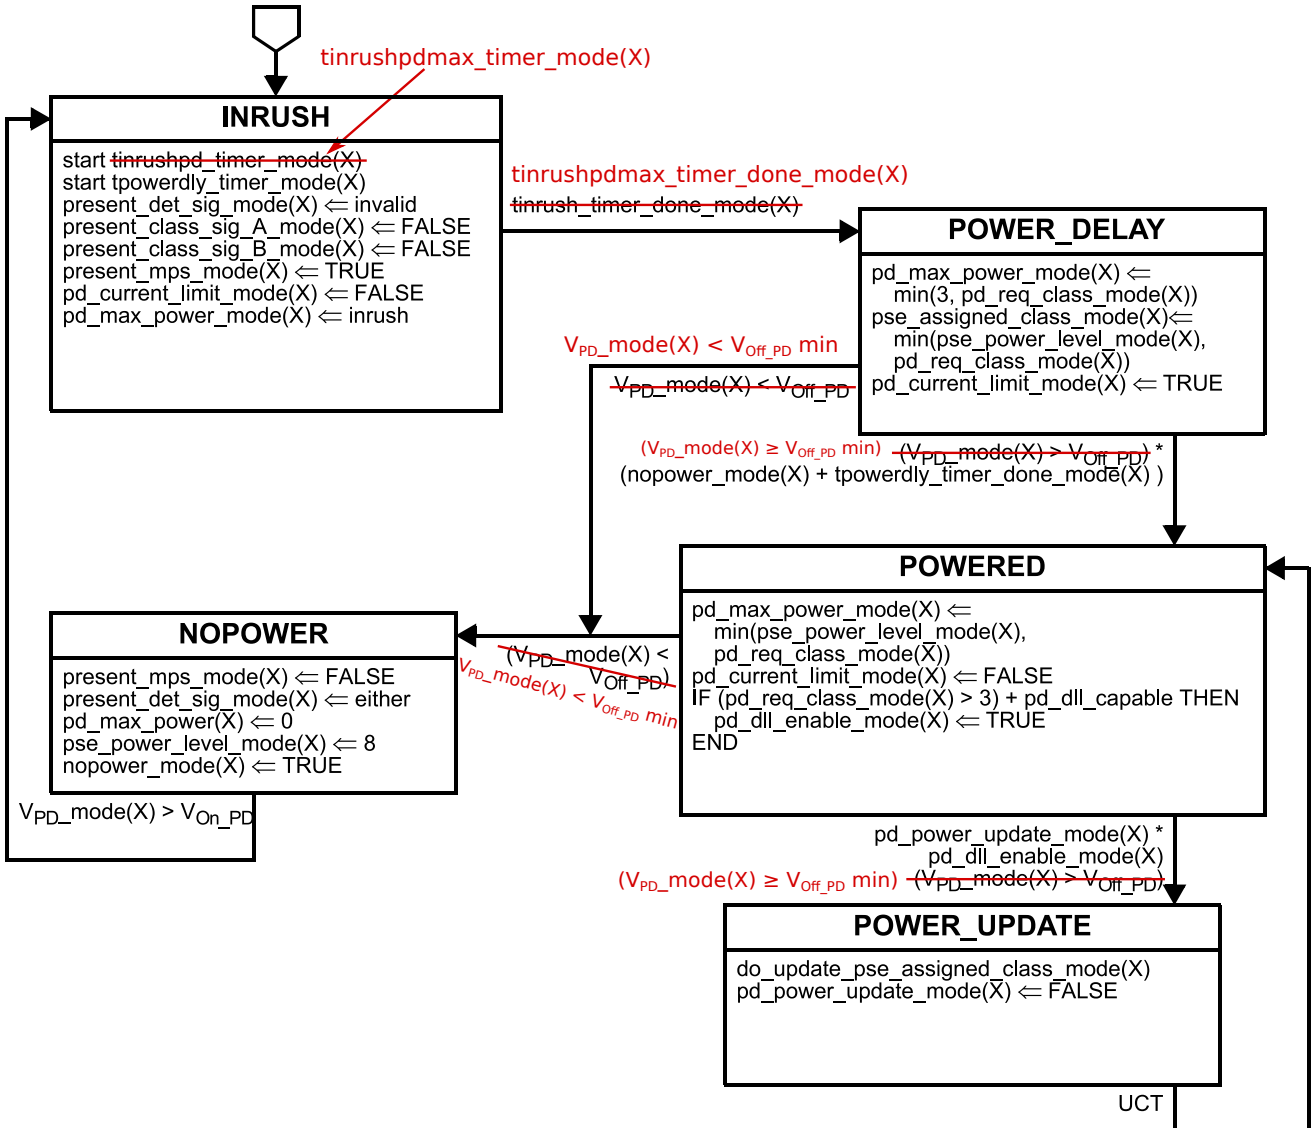 tinrushpdmax_timer_mode(X)
INRUSH
start tinrushpd_timer_mode(X)
start tpowerdly_timer_mode(X)
present_det_sig_mode(X) ⇐ invalid
present_class_sig_A_mode(X) ⇐ FALSE
present_class_sig_B_mode(X) ⇐ FALSE
present_mps_mode(X) ⇐ TRUE
pd_current_limit_mode(X) ⇐ FALSE
pd_max_power_mode(X) ⇐ inrush
tinrushpdmax_timer_done_mode(X)
tinrush_timer_done_mode(X)
POWER_DELAY
pd_max_power_mode(X) ⇐
min(3, pd_req_class_mode(X))
pse_assigned_class_mode(X)⇐
min(pse_power_level_mode(X),
pd_req_class_mode(X))
pd_current_limit_mode(X) ⇐ TRUE
VPD_mode(X) < VOff_PD min
VPD_mode(X) < VOff_PD
(VPD_mode(X) ≥ VOff_PD min) (VPD_mode(X) > VOff_PD) *
(nopower_mode(X) + tpowerdly_timer_done_mode(X) )
POWERED
pd_max_power_mode(X) ⇐
min(pse_power_level_mode(X),
pd_req_class_mode(X))
pd_current_limit_mode(X) ⇐ FALSE
IF (pd_req_class_mode(X) > 3) + pd_dll_capable THEN
pd_dll_enable_mode(X) ⇐ TRUE
END
(VPD_mode(X) <
VOff_PD)
VPD_mode(X) < VOff_PD min
NOPOWER
present_mps_mode(X) ⇐ FALSE
present_det_sig_mode(X) ⇐ either
pd_max_power(X) ⇐ 0
pse_power_level_mode(X) ⇐ 8
nopower_mode(X) ⇐ TRUE
VPD_mode(X) > VOn_PD
pd_power_update_mode(X) *
pd_dll_enable_mode(X)
(VPD_mode(X) ≥ VOff_PD min) (VPD_mode(X) > VOff_PD)
POWER_UPDATE
do_update_pse_assigned_class_mode(X)
pd_power_update_mode(X) ⇐ FALSE
UCT